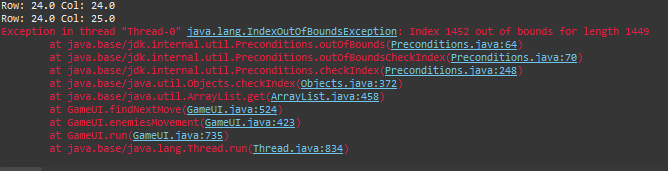 Row: 24.0 Col: 24.0
Row: 24.0 Col: 25.0
Exception in thread "Thread-0" java.lang.IndexOutOfBoundsException: Index 1452 out of bounds for length 1449
at java.base/jdk.internal.util.Preconditions.outOfBounds(Preconditions.java:64)
at java.base/jdk.internal.util.Preconditions.outOfBoundsCheckIndex(Preconditions.java:70)
at java.base/jdk.internal.util.Preconditions.checkIndex(Preconditions.java:248)
at java.base/java.util.Objects.checkIndex(Objects.java:372)
at java.base/java.util.ArrayList.get(ArrayList.java:458)
at GameUI.findNextMove(GameUI.java:524)
at GameUI.enemiesMovement(GameUI.java:423)
at GameUI.run(GameUI.java:735)
at java.base/java.lang.Thread.run(Thread.java:834)